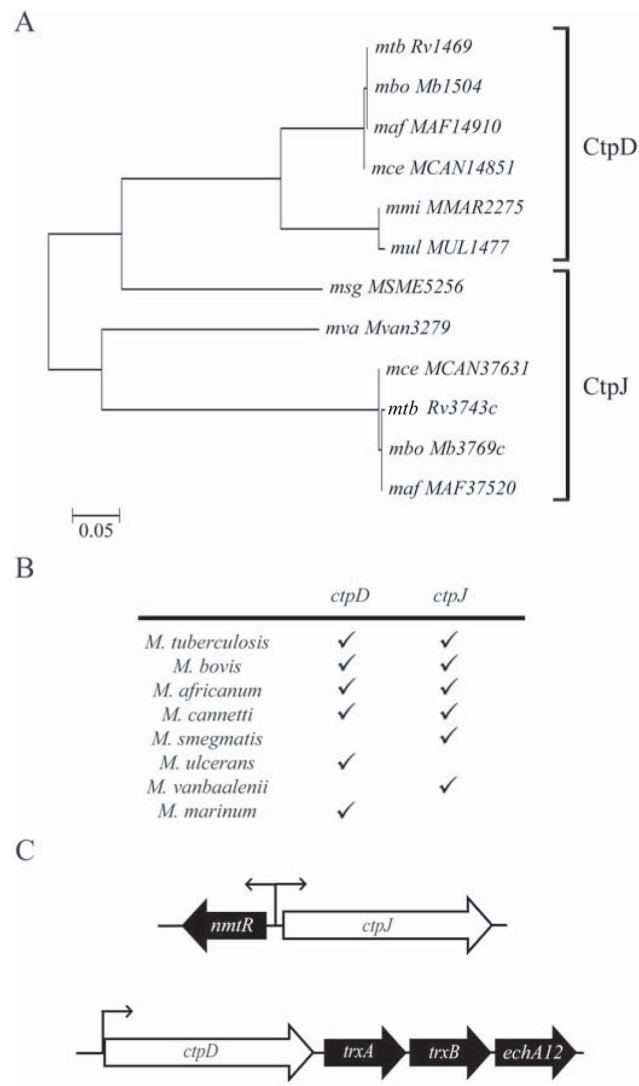 A
mtb Rv1469
mbo Mb1504
maf MAF14910
mce MCAN14851
mmi MMAR2275
mul MUL1477
CtpD
msg MSME5256
mva Mvan3279
mce MCAN37631
mtb Rv3743c
mbo Mb3769c
maf MAF37520
CtpJ
0.05
B
ctpD ctpJ
M. tuberculosis ✓ ✓
M. bovis ✓ ✓
M. africanum ✓ ✓
M. cannetti ✓ ✓
M. smegmatis ✓
M. ulcerans ✓
M. vanbaalenii ✓
M. marinum ✓
C
nmtR ctpJ
ctpD trxA trxB echA12